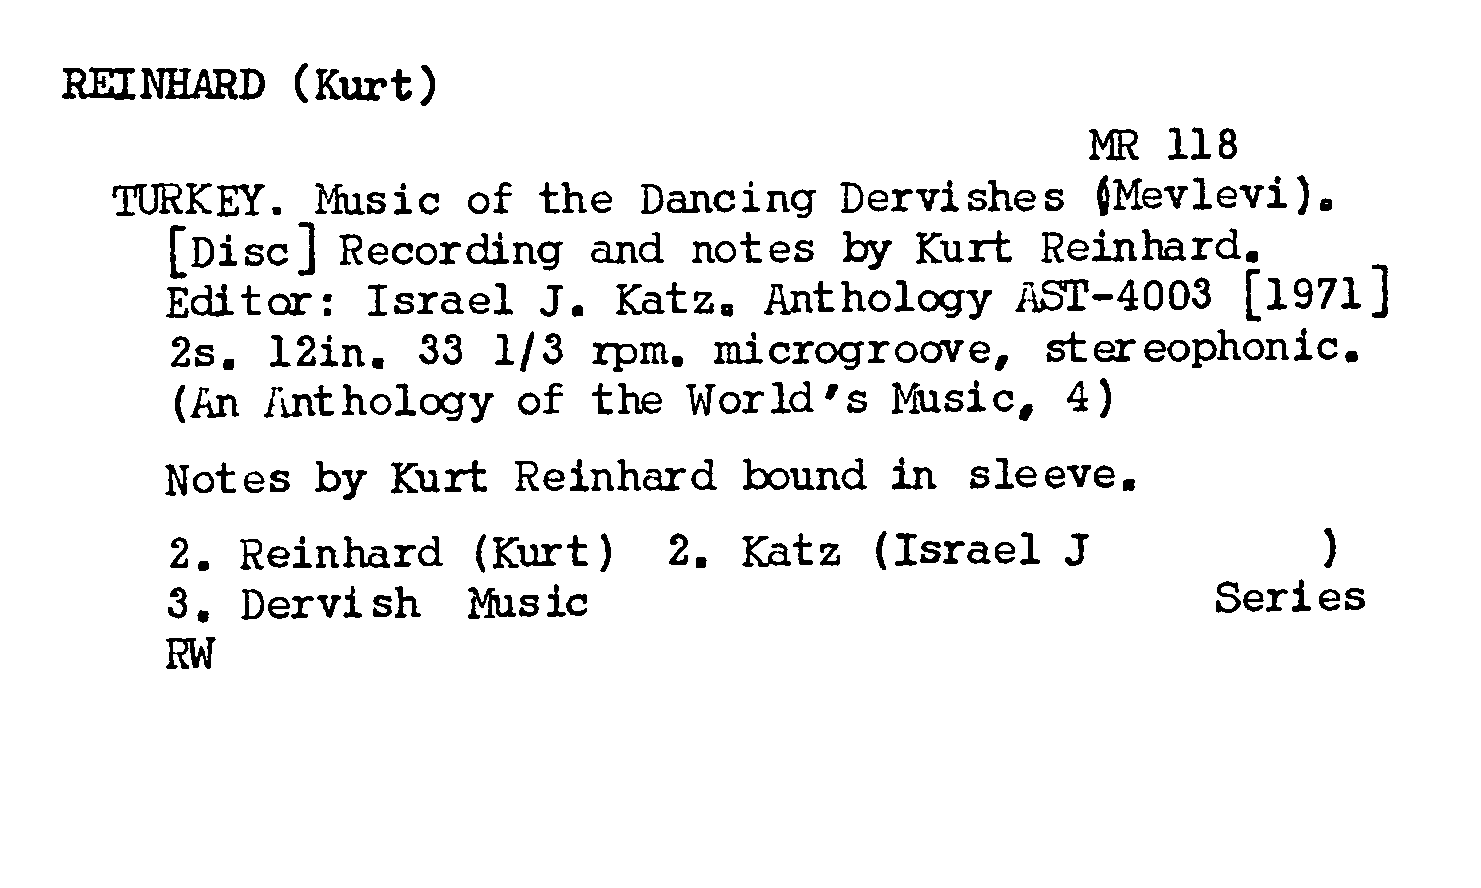 REINHARD (Kurt)
MR 118
TURKEY. Music of the Dancing Dervishes (Mevlevi).
[Disc] Recording and notes by Kurt Reinhard.
Editor: Israel J. Katz. Anthology AST-4003 [1971]
2s. 12in. 33 1/3 rpm. microgroove, stereophonic.
(An Anthology of the World's Music, 4)
Notes by Kurt Reinhard bound in sleeve.
2. Reinhard (Kurt) 2. Katz (Israel J )
3. Dervish Music Series
RW